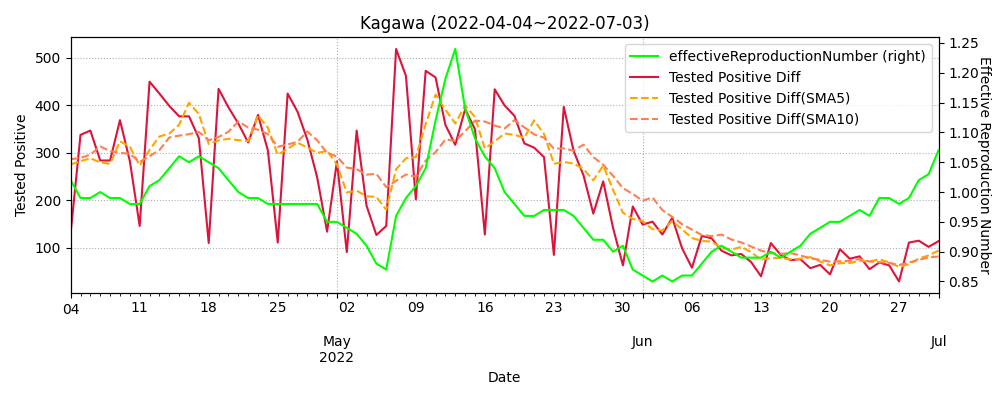 Kagawa (2022-04-04~2022-07-03)
effectiveReproductionNumber (right)
Tested Positive Diff
Tested Positive Diff(SMA5)
Tested Positive Diff(SMA10)
Tested Positive
500
400
300
200
100
1.25
1.20
1.15
1.10
1.05
1.00
0.95
0.90
0.85
Effective Reproduction Number
04 11 18 25 02 09 16 23 30 06 13 20 27
May Jun Jul
2022
Date